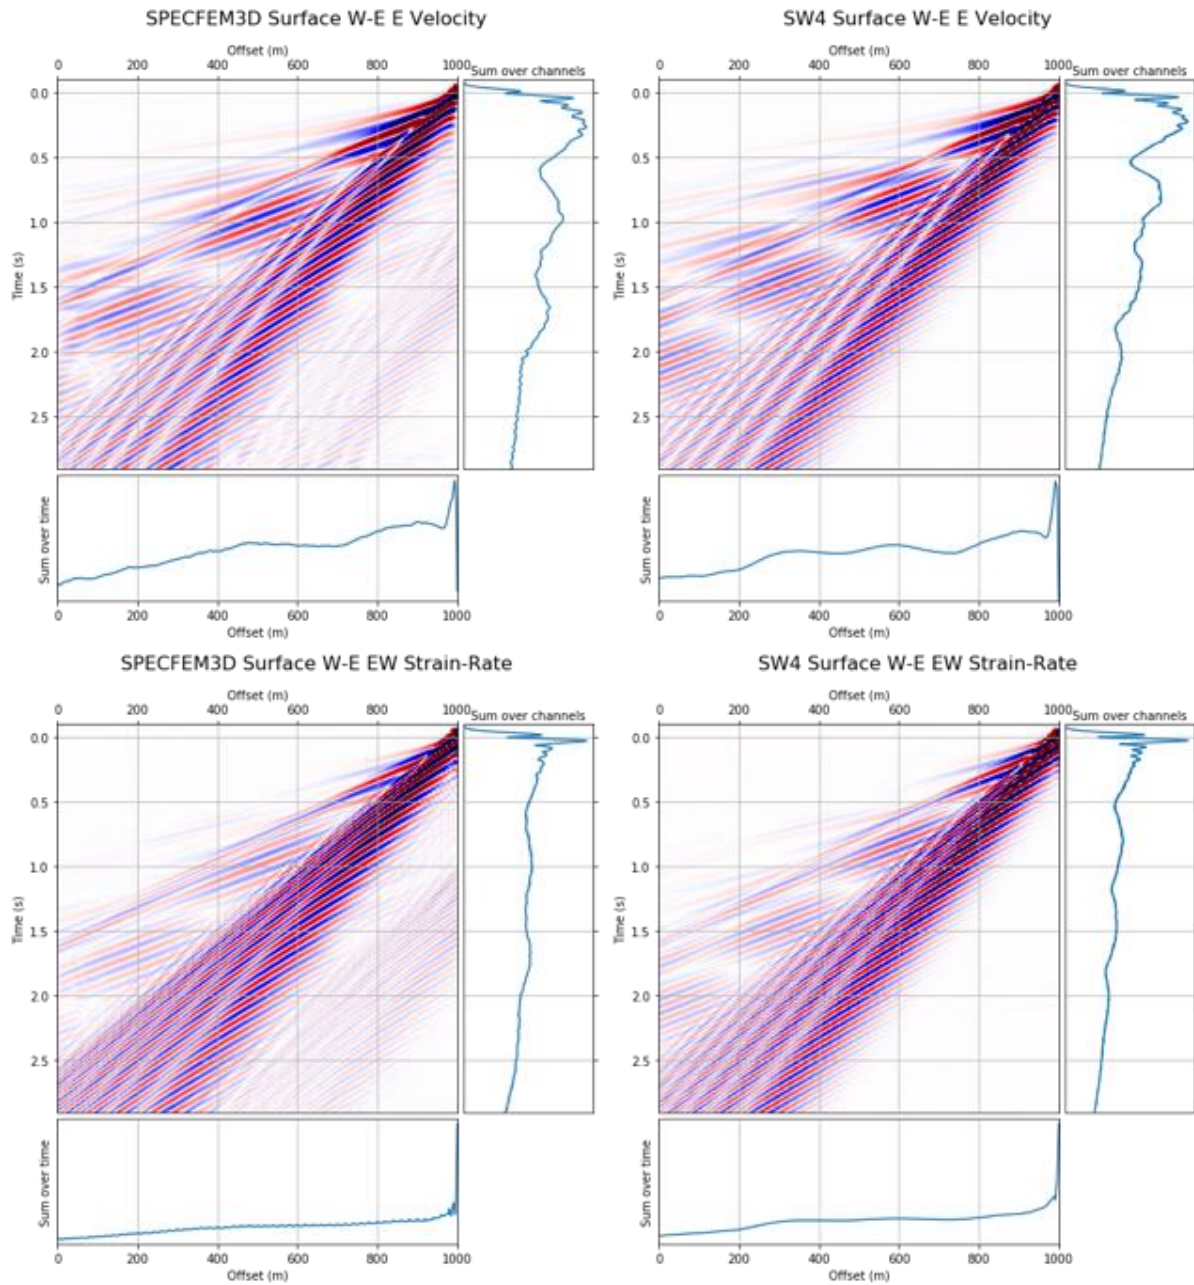 SPECFEM3D Surface W-E E Velocity
Offset (m)
0 200 400 600 800 1000
Sum over channels
Time (s)
0.0
0.5
1.0
1.5
2.0
2.5
Sum over time
0 200 400 600 800 1000
Offset (m)
SW4 Surface W-E E Velocity
Offset (m)
0 200 400 600 800 1000
Sum over channels
Time (s)
0.0
0.5
1.0
1.5
2.0
2.5
Sum over time
0 200 400 600 800 1000
Offset (m)
SPECFEM3D Surface W-E EW Strain-Rate
Offset (m)
0 200 400 600 800 1000
Sum over channels
Time (s)
0.0
0.5
1.0
1.5
2.0
2.5
Sum over time
0 200 400 600 800 1000
Offset (m)
SW4 Surface W-E EW Strain-Rate
Offset (m)
0 200 400 600 800 1000
Sum over channels
Time (s)
0.0
0.5
1.0
1.5
2.0
2.5
Sum over time
0 200 400 600 800 1000
Offset (m)